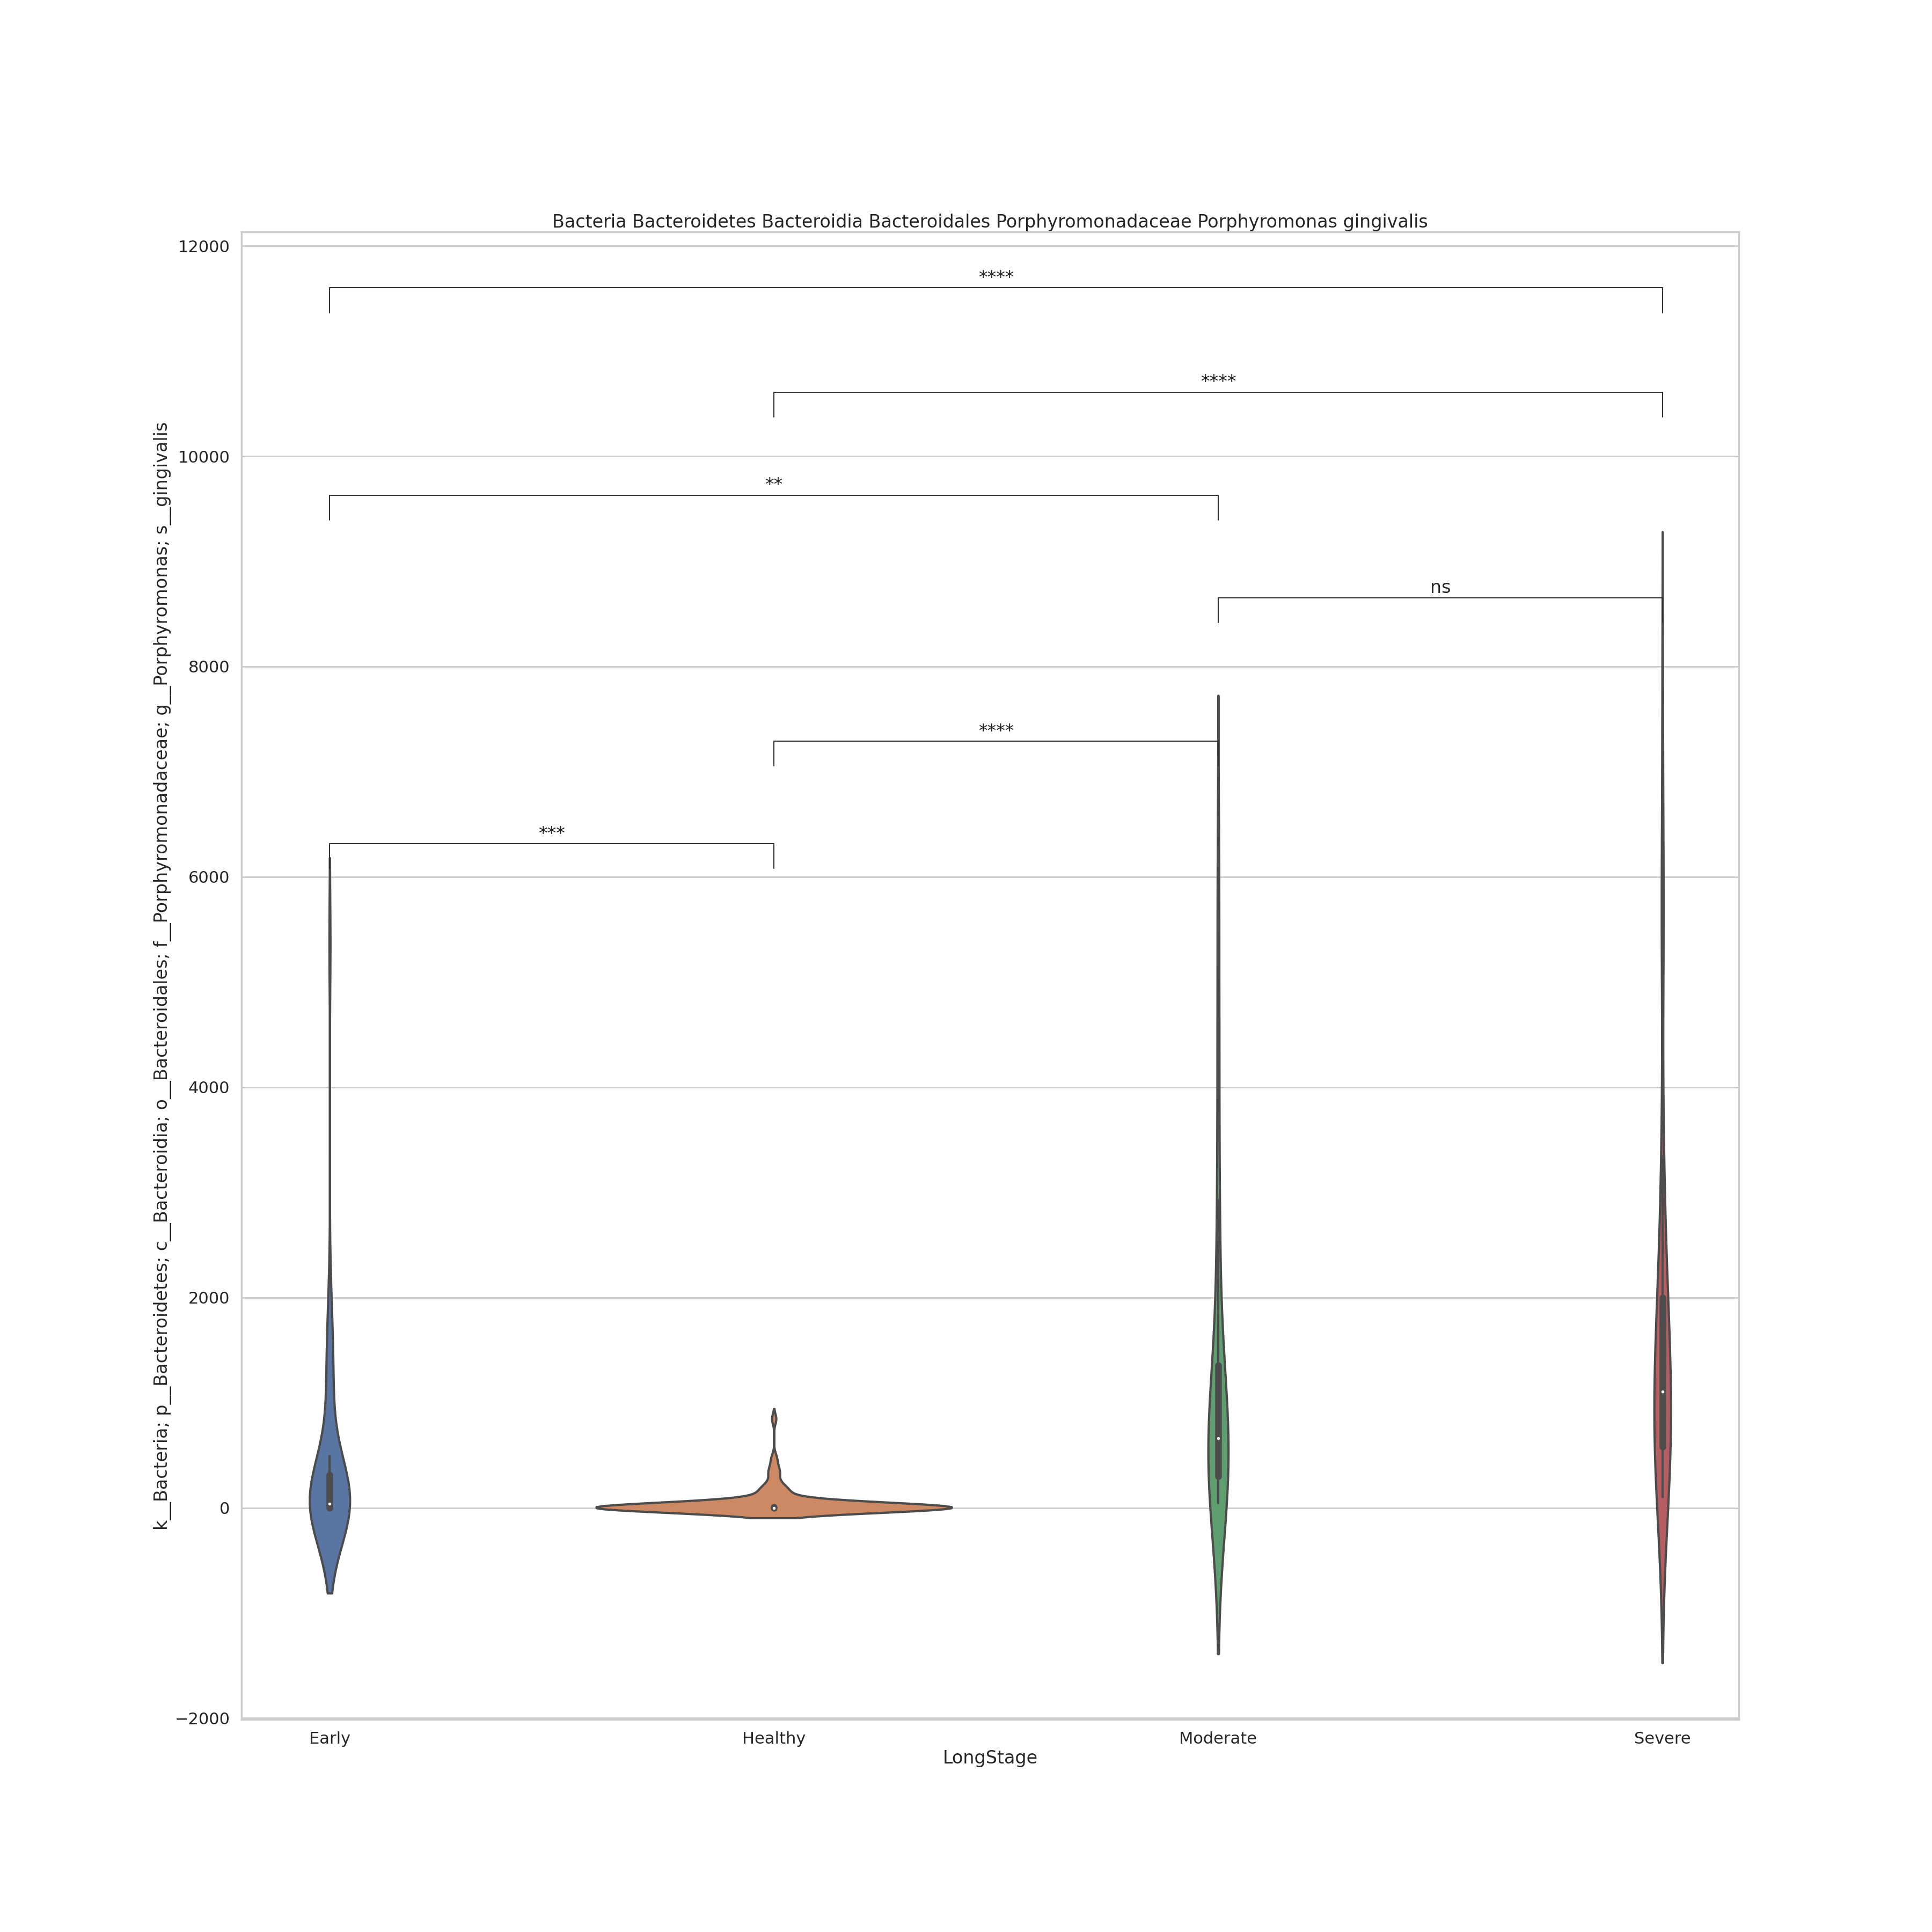 Bacteria Bacteroidetes Bacteroidia Bacteroidales Porphyromonadaceae Porphyromonas gingivalis
k__Bacteria; p__Bacteroidetes; c__Bacteroidia; o__Bacteroidales; f__Porphyromonadaceae; g__Porphyromonas; s__gingivalis
12000
10000
8000
6000
4000
2000
0
−2000
****
****
**
ns
****
***
Early Healthy Moderate Severe
LongStage